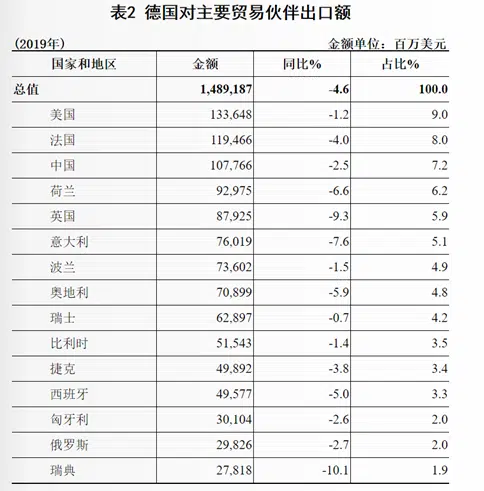 表2 德国对主要贸易伙伴出口额
(2019年) 金额单位：百万美元
国家和地区 金额 同比% 占比%
总值 1,489,187 -4.6 100.0
美国 133,648 -1.2 9.0
法国 119,466 -4.0 8.0
中国 107,766 -2.5 7.2
荷兰 92,975 -6.6 6.2
英国 87,925 -9.3 5.9
意大利 76,019 -7.6 5.1
波兰 73,602 -1.5 4.9
奥地利 70,899 -5.9 4.8
瑞士 62,897 -0.7 4.2
比利时 51,543 -1.4 3.5
捷克 49,892 -3.8 3.4
西班牙 49,577 -5.0 3.3
匈牙利 30,104 -2.6 2.0
俄罗斯 29,826 -2.7 2.0
瑞典 27,818 -10.1 1.9